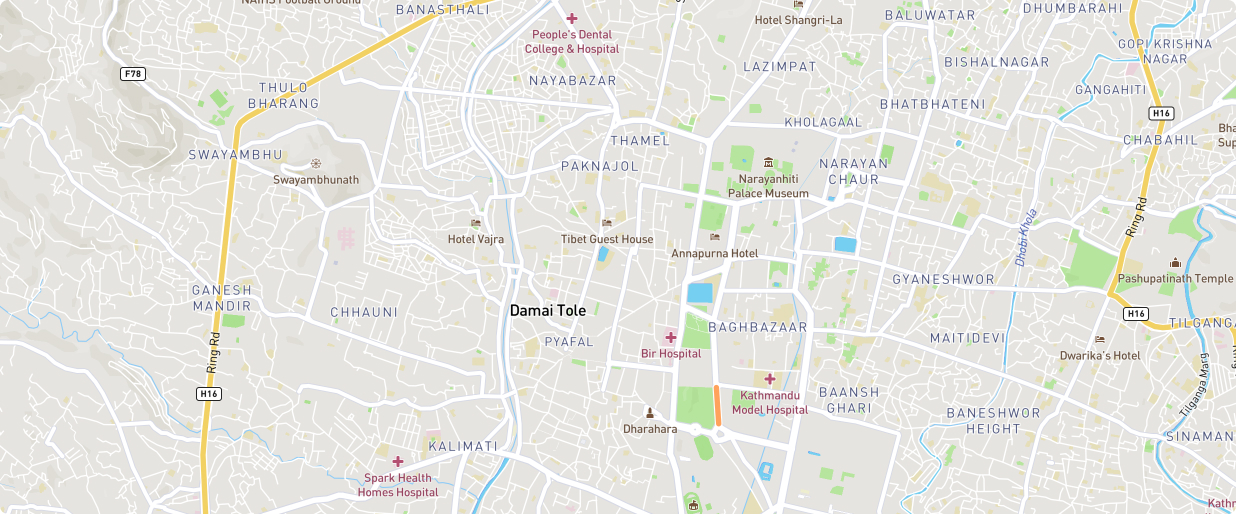 NAHHS Football Ground
BANASTHALI
People's Dental
College & Hospital
Hotel Shangri-La
BALUWATAR
DHUMBARAHI
GOPI KRISHNA
NAGAR
F78
THULO
BHARANG
NAYABAZAR
LAZIMPAT
BISHALNAGAR
GANGAHITI
BHATBHATENI
H16
KHOLAGAAL
CHABAHIL
THAMEL
SWAYAMBHU
Swayambhunath
PAKNAJOL
Narayanhiti
Palace Museum
NARAYAN
CHAUR
Ring Rd
Dhobi Khola
Hotel Vajra
Tibet Guest House
Annapurna Hotel
Pashupatinath Temple
GYANESHWOR
GANESH
MANDIR
CHHAUNI
Damai Tole
H16
TILGANGA
BAGHBAZAAR
PYAFAL
MAITIDEVI
Ring Rd
Bir Hospital
Dwarika's Hotel
Tilganga Marg
H16
Kathmandu
Model Hospital
BAANSH
GHARI
BANESHWOR
HEIGHT
Dharahara
SINAMAN
KALIMATI
Spark Health
Homes Hospital